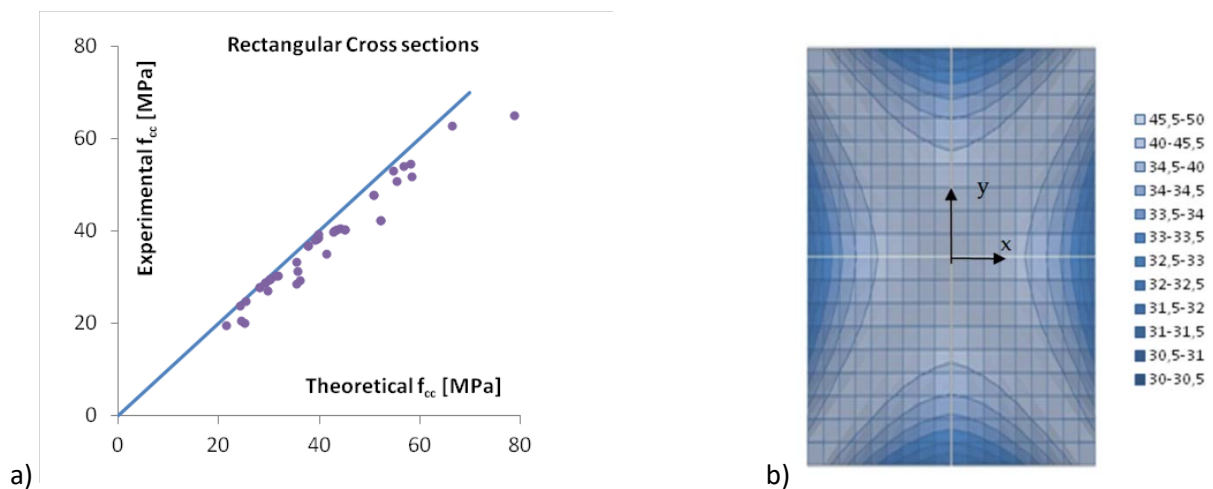 Rectangular Cross sections
Experimental fcc [MPa]
80
60
40
20
0
0 20 40 60 80
Theoretical fcc [MPa]
a)
y
x
45,5-50
40-45,5
34,5-40
34-34,5
33,5-34
33-33,5
32,5-33
32-32,5
31,5-32
31-31,5
30,5-31
30-30,5
b)